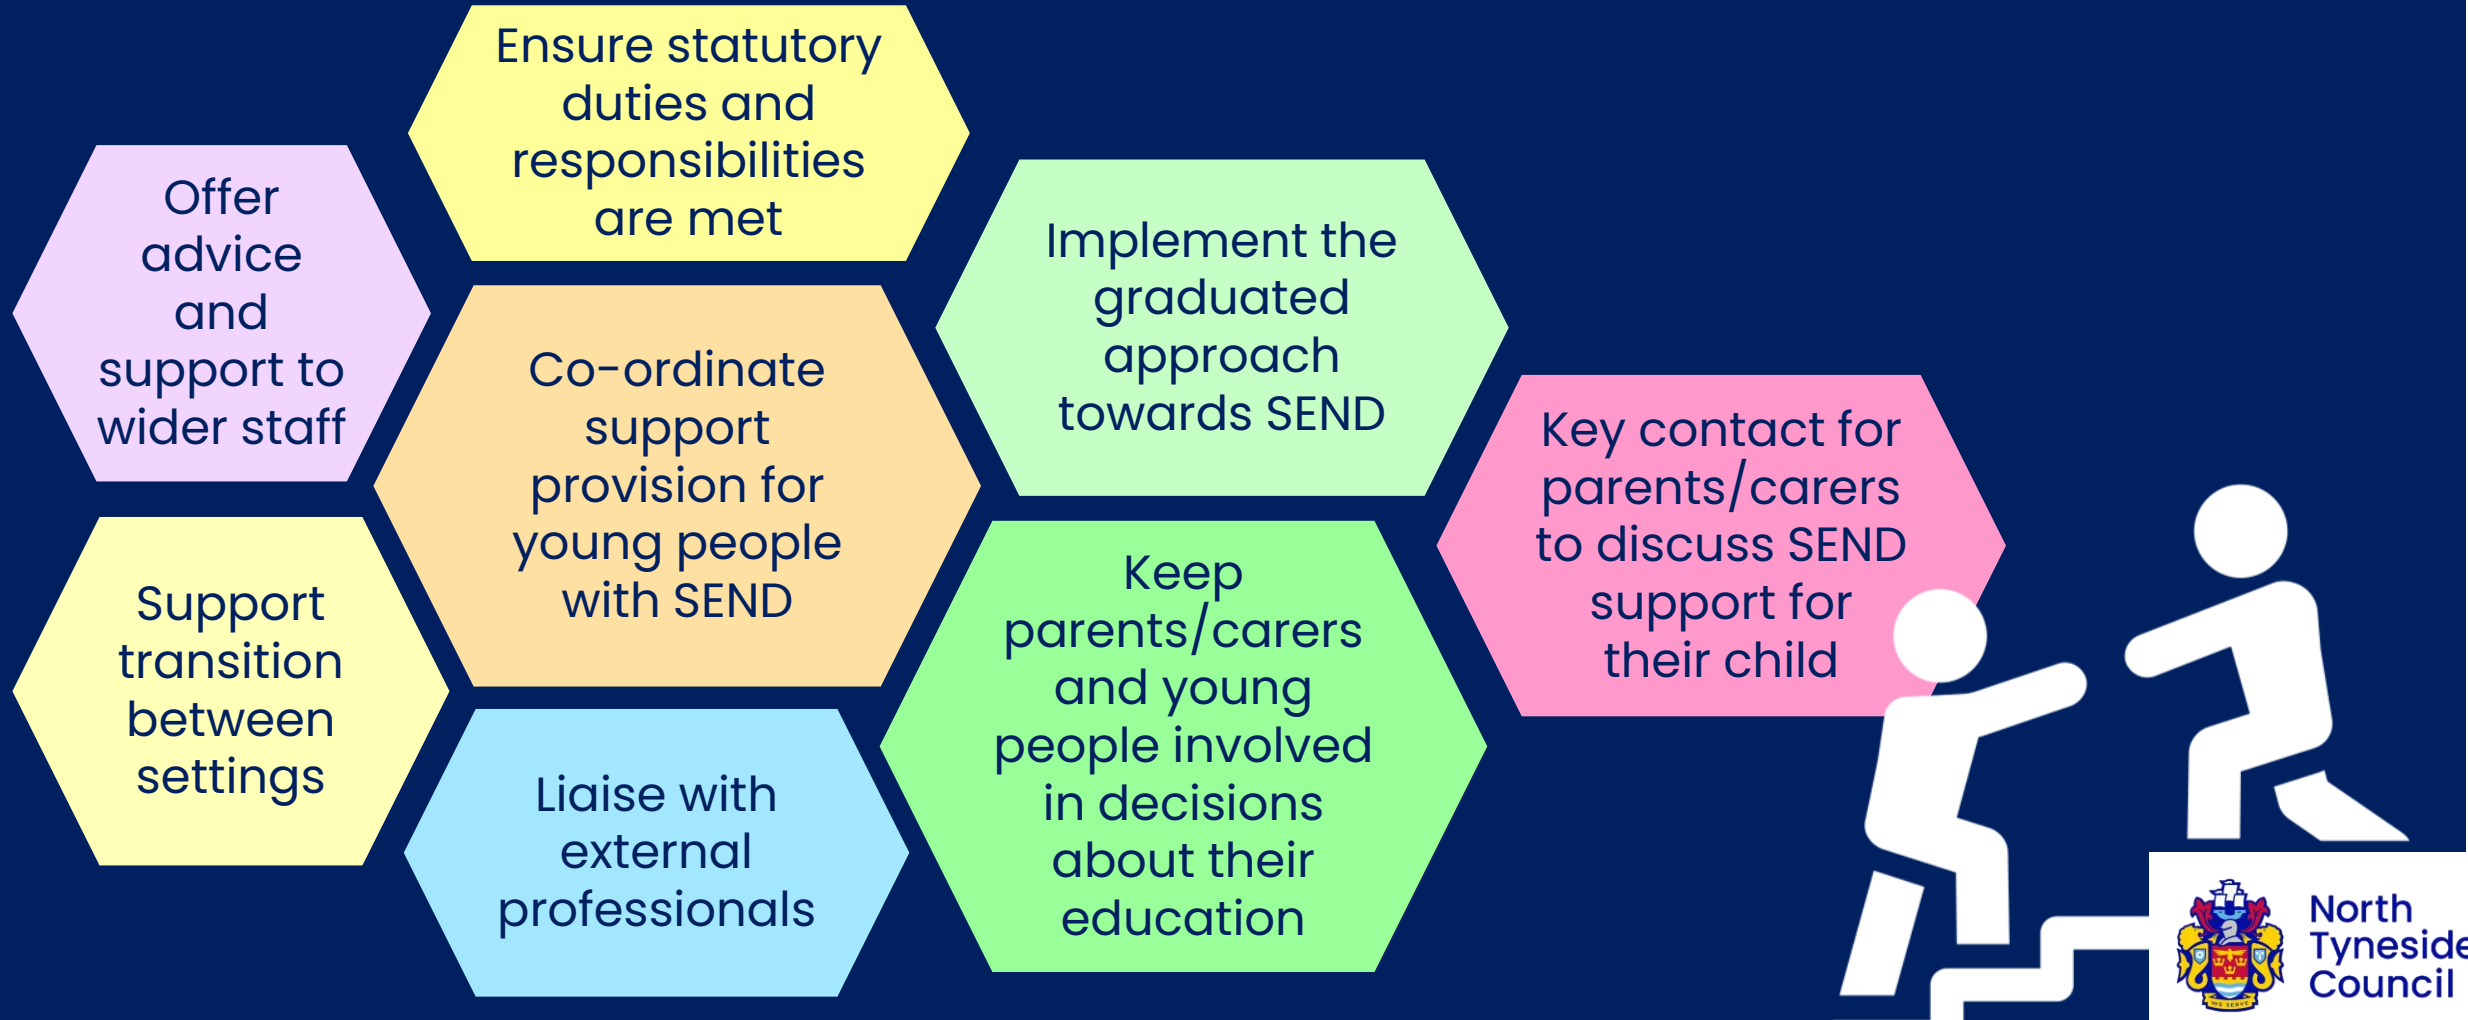 Ensure statutory
duties and
responsibilities
are met
Offer
advice
and
support to
wider staff
Implement the
graduated
approach
towards SEND
Co-ordinate
support
provision for
young people
with SEND
Key contact for
parents/carers
to discuss SEND
support for
their child
Support
transition
between
settings
Keep
parents/carers
and young
people involved
in decisions
about their
education
Liaise with
external
professionals
North
Tyneside
Council
WE SERVE